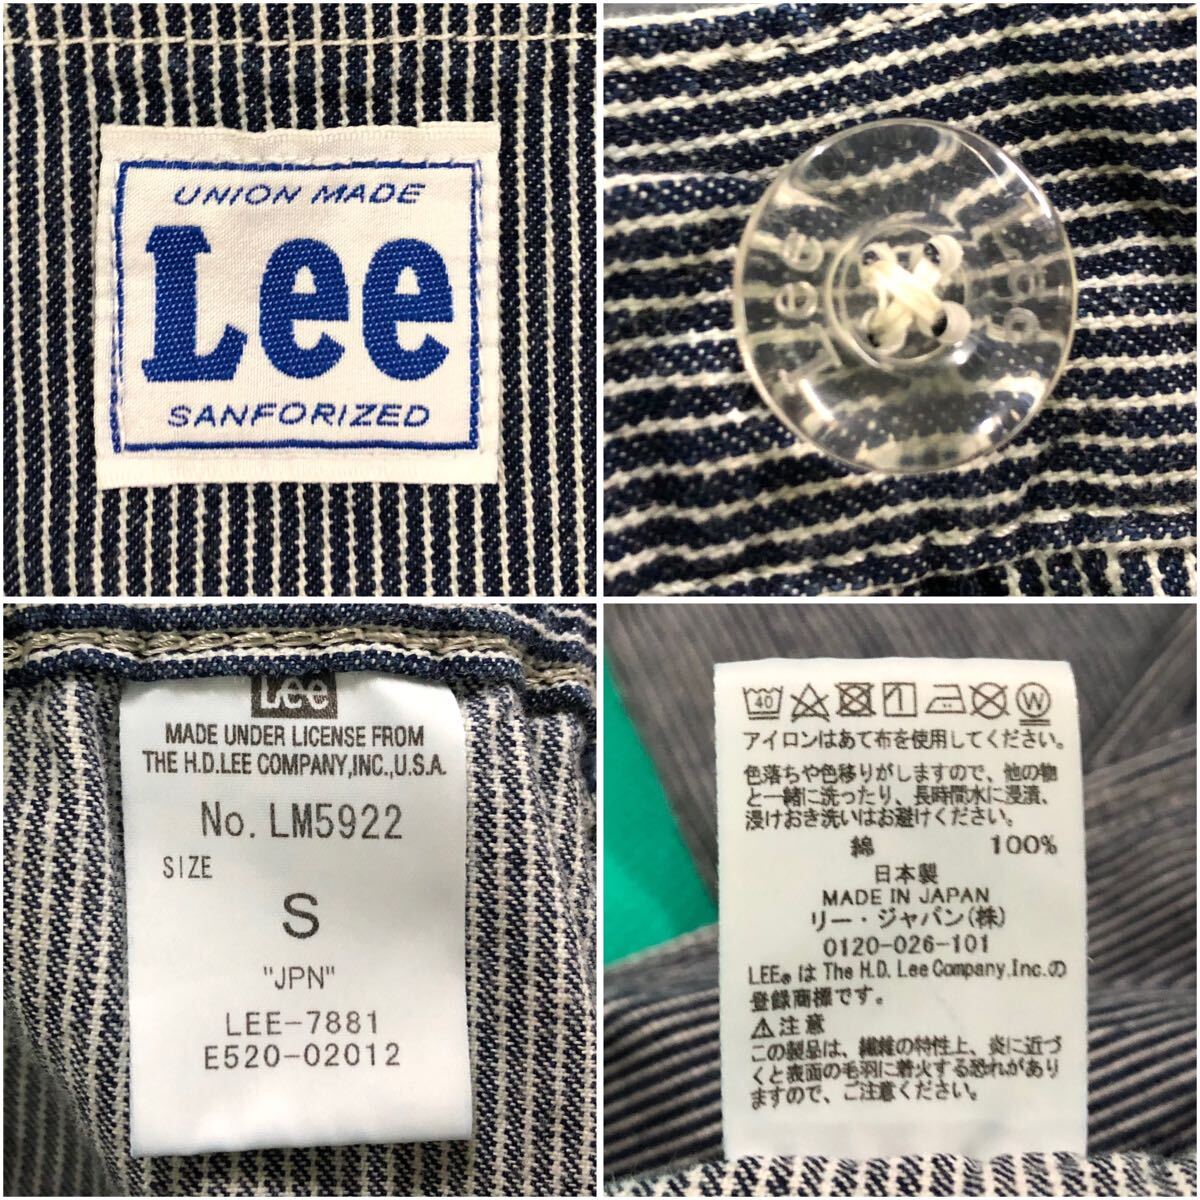 UNION MADE
Lee
SANFORIZED
Lee
Lee
Lee
MADE UNDER LICENSE FROM
THE H.D.LEE COMPANY,INC.,U.S.A.
No. LM5922
SIZE
S
"JPN"
LEE-7881
E520-02012
40
W
アイロンはあて布を使用してください。
色落ちや色移りがしますので、他の物
と一緒に洗ったり、長時間水に浸漬、
浸けおき洗いはお避けください。
綿 100%
日本製
MADE IN JAPAN
リー・ジャパン(株)
0120-026-101
LEE®は The H.D. Lee Company,Inc.の
登録商標です。
⚠注意
この製品は、繊維の特性上、炎に近づ
くと表面の毛羽に着火する恐れがあり
ますので、ご注意ください。